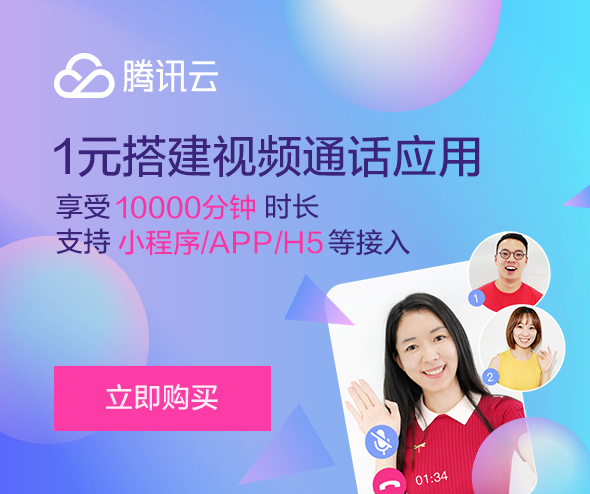 腾讯云
1元搭建视频通话应用
享受10000分钟 时长
支持 小程序/APP/H5 等接入
1
2
立即购买
01:34